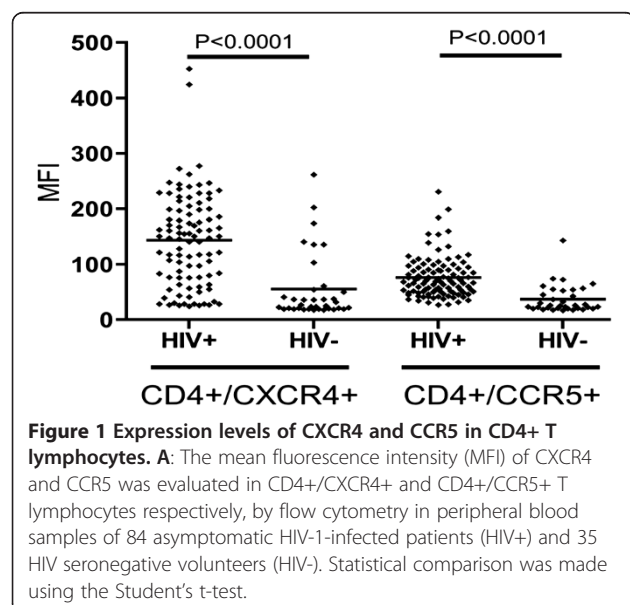 500
400
300
200
100
0
MFI
P<0.0001 P<0.0001
HIV+ HIV- HIV+ HIV-
CD4+/CXCR4+ CD4+/CCR5+
Figure 1 Expression levels of CXCR4 and CCR5 in CD4+ T
lymphocytes. A: The mean fluorescence intensity (MFI) of CXCR4
and CCR5 was evaluated in CD4+/CXCR4+ and CD4+/CCR5+ T
lymphocytes respectively, by flow cytometry in peripheral blood
samples of 84 asymptomatic HIV-1-infected patients (HIV+) and 35
HIV seronegative volunteers (HIV-). Statistical comparison was made
using the Student's t-test.